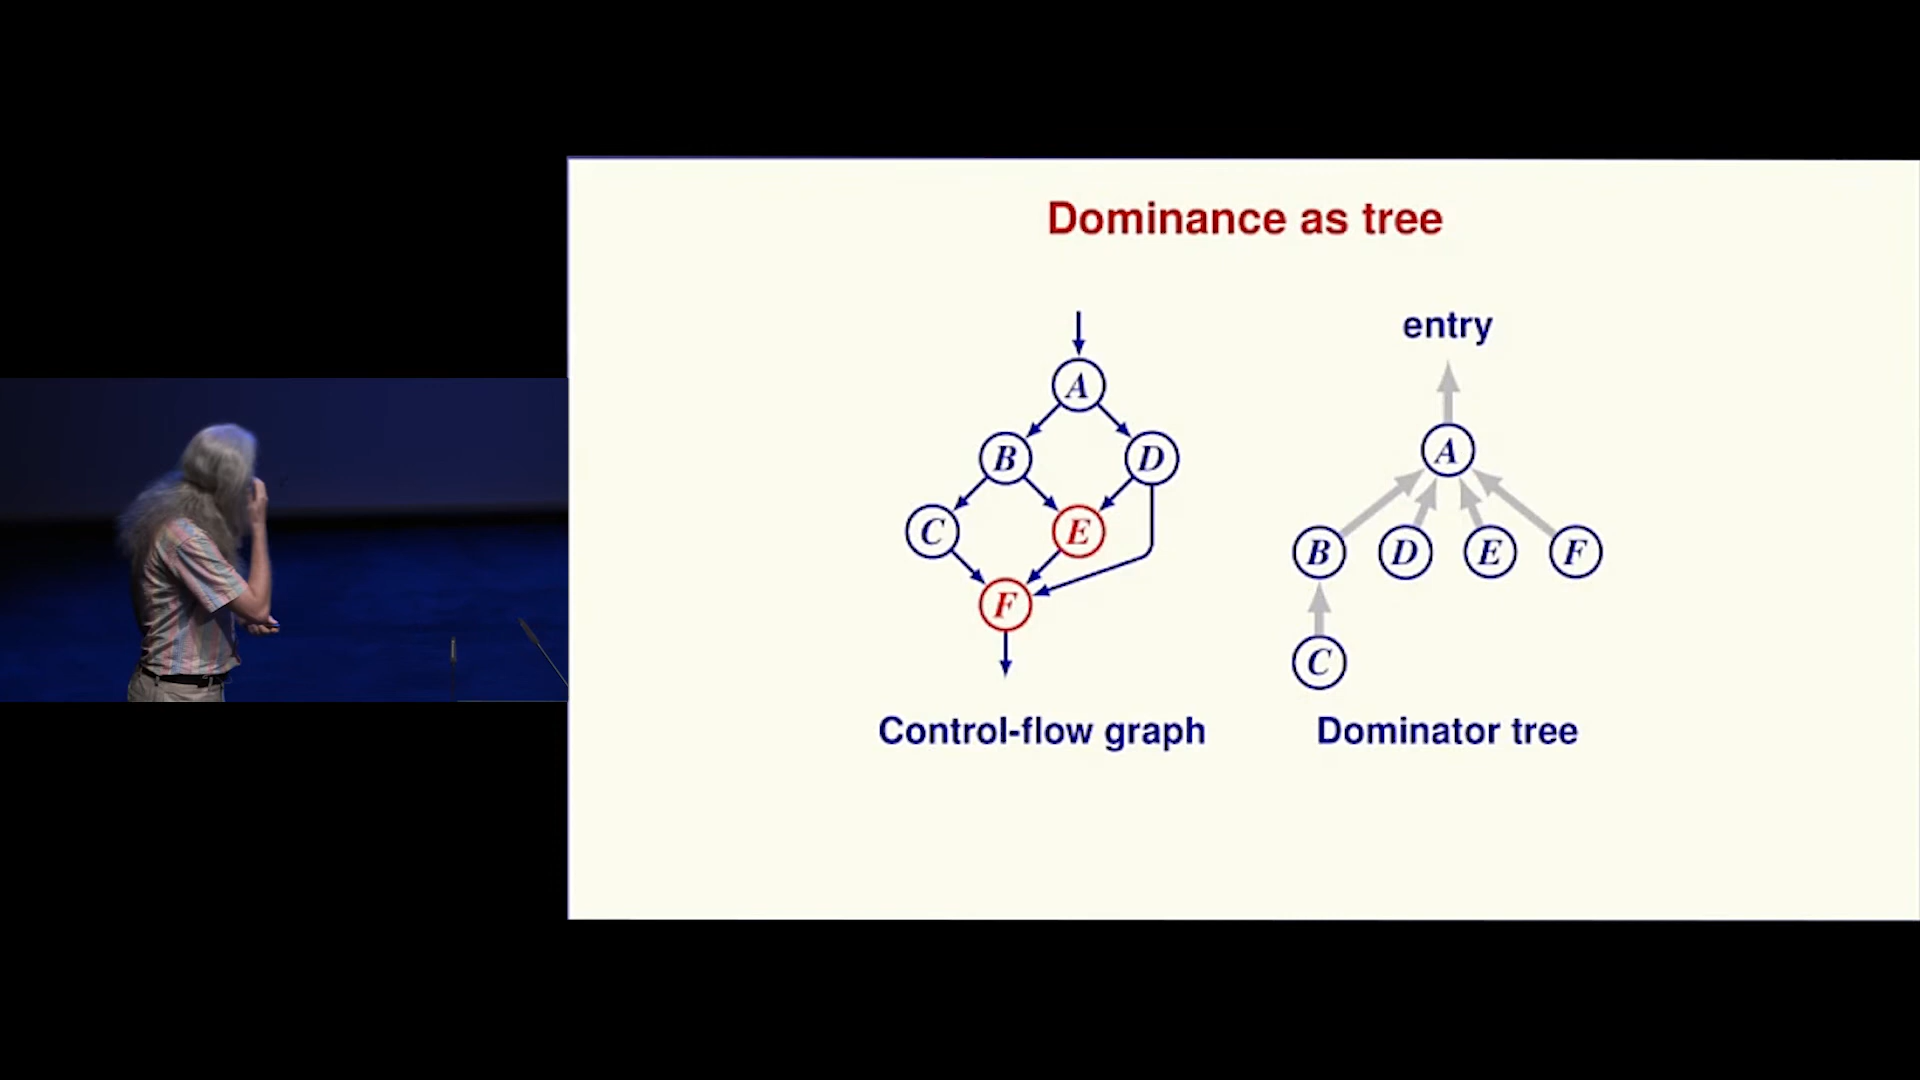 Dominance as tree
A
B
D
C
E
F
Control-flow graph
entry
A
B D E F
C
Dominator tree